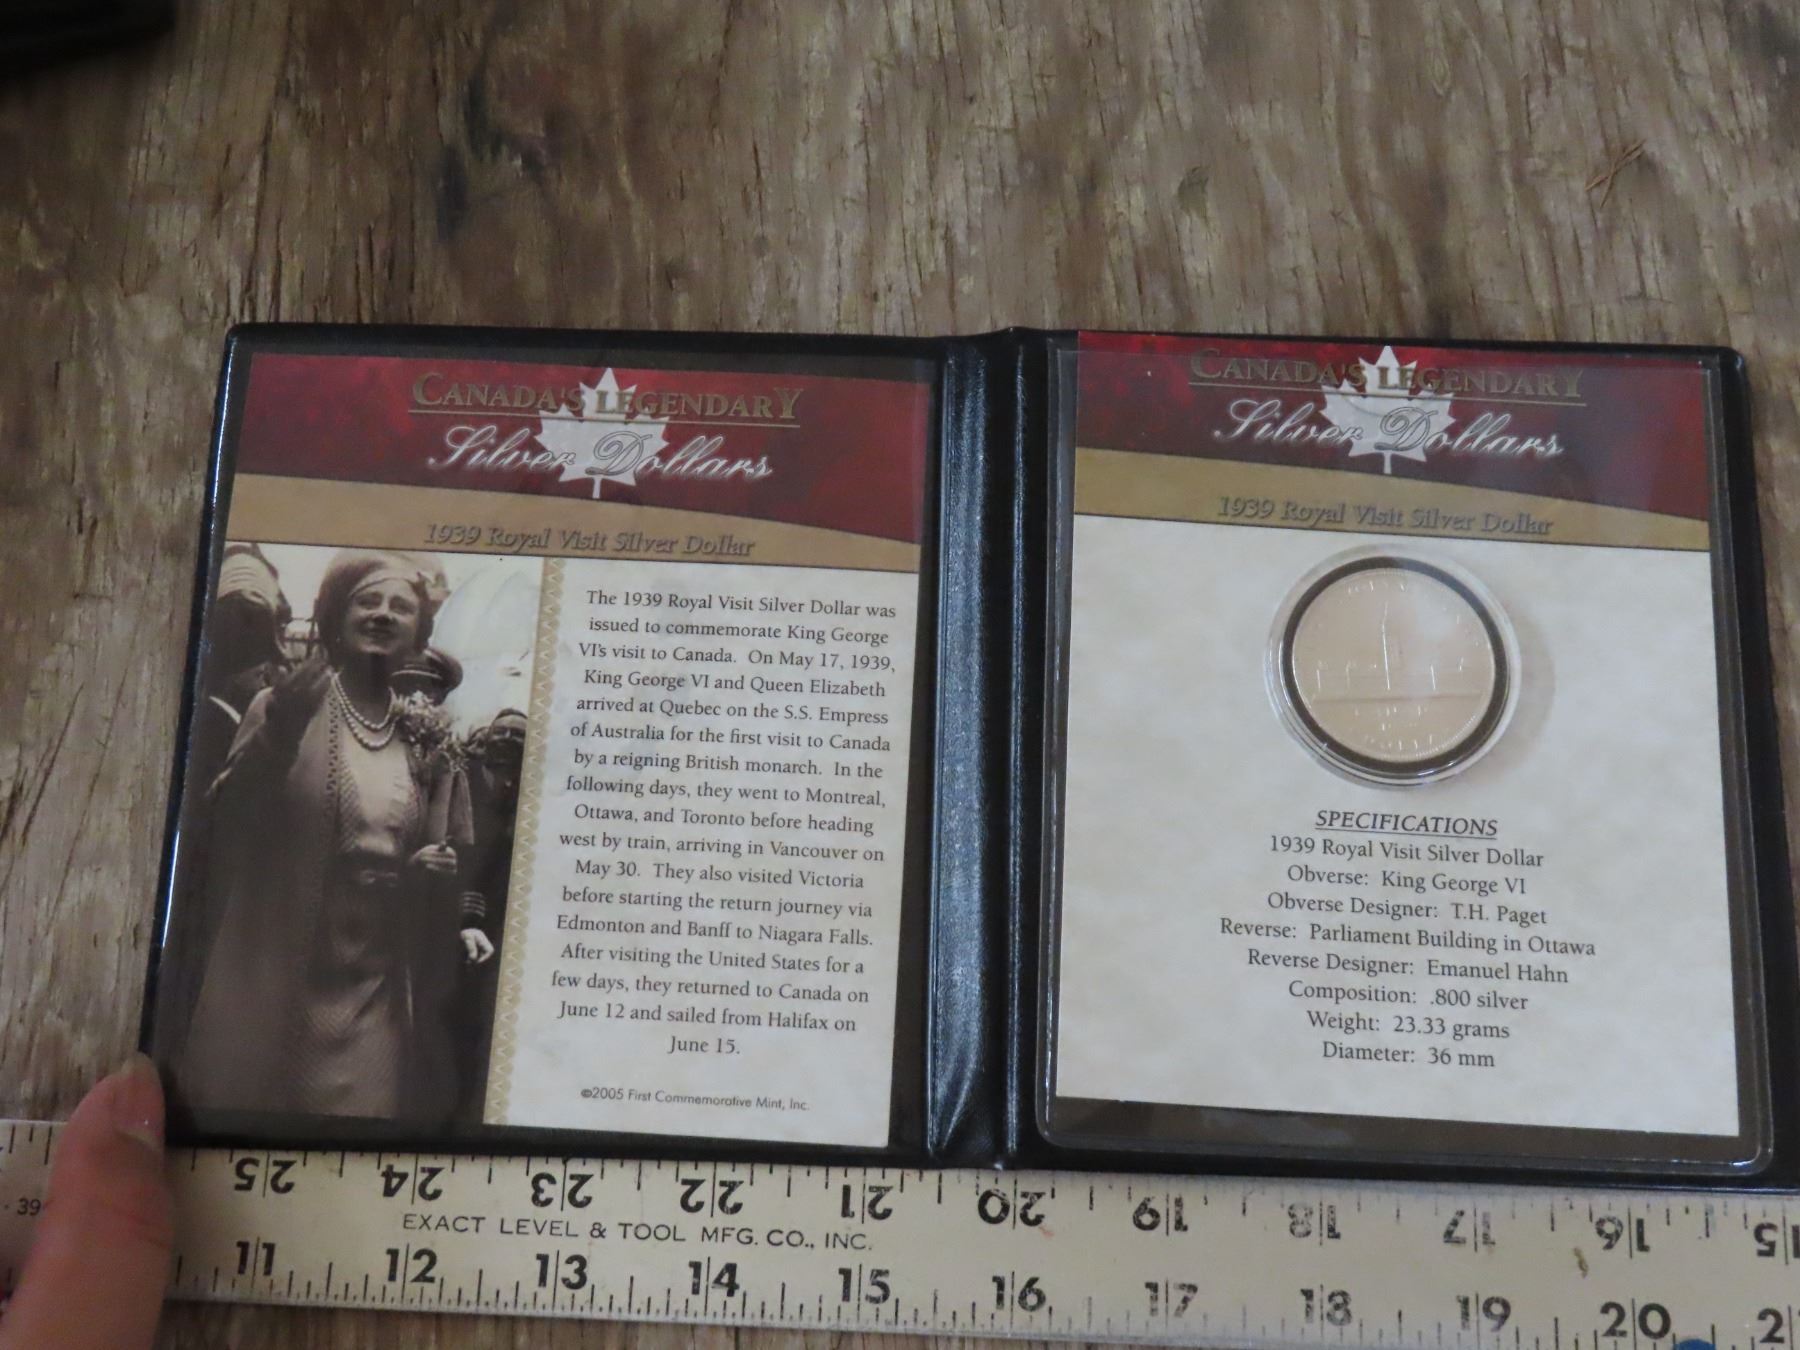 CANADA'S LEGENDARY
Silver Dollars
1939 Royal Visit Silver Dollar
The 1939 Royal Visit Silver Dollar was
issued to commemorate King George
VI's visit to Canada. On May 17, 1939,
King George VI and Queen Elizabeth
arrived at Quebec on the S.S. Empress
of Australia for the first visit to Canada
by a reigning British monarch. In the
following days, they went to Montreal,
Ottawa, and Toronto before heading
west by train, arriving in Vancouver on
May 30. They also visited Victoria
before starting the return journey via
Edmonton and Banff to Niagara Falls.
After visiting the United States for a
few days, they returned to Canada on
June 12 and sailed from Halifax on
June 15.
©2005 First Commemorative Mint, Inc.
CANADA'S LEGENDARY
Silver Dollars
1939 Royal Visit Silver Dollar
SPECIFICATIONS
1939 Royal Visit Silver Dollar
Obverse: King George VI
Obverse Designer: T.H. Paget
Reverse: Parliament Building in Ottawa
Reverse Designer: Emanuel Hahn
Composition: .800 silver
Weight: 23.33 grams
Diameter: 36 mm
25 24 23 22 21 20 19 18 17 16 15
39
EXACT LEVEL & TOOL MFG. CO., INC.
11 12 13 14 15 16 17 18 19 20 2